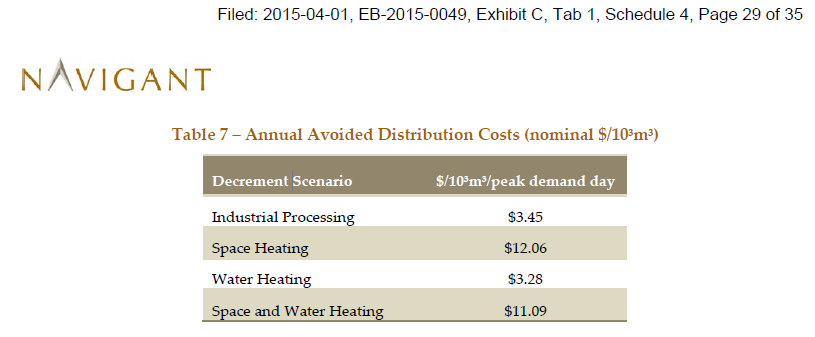 Filed: 2015-04-01, EB-2015-0049, Exhibit C, Tab 1, Schedule 4, Page 29 of 35
NAVIGANT
Table 7 – Annual Avoided Distribution Costs (nominal $/10³m³)
Decrement Scenario $/10³m³/peak demand day
Industrial Processing $3.45
Space Heating $12.06
Water Heating $3.28
Space and Water Heating $11.09